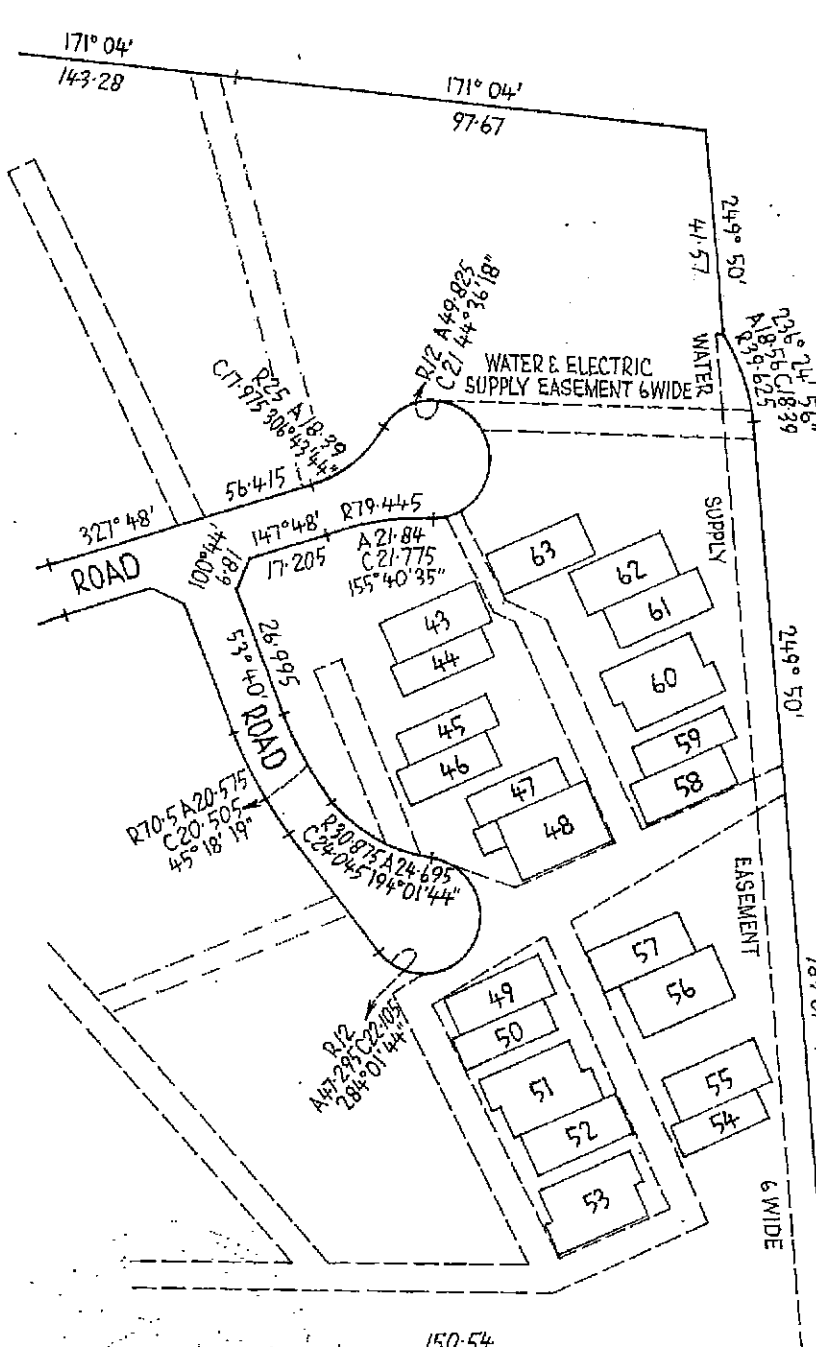 171° 04'
143·28
171° 04'
97·67
249° 50'
41·57
236° 24' 56"
A18·56 C18·39
R39·625
R12 A49·825
C21 44° 36' 18"
WATER & ELECTRIC
SUPPLY EASEMENT 6 WIDE
WATER
SUPPLY
EASEMENT
6 WIDE
R25 A18·39
C17·975 306° 43' 44"
56·415
327° 48'
ROAD
100° 44'
6·81
147° 48'
17·205
R79·445
A21·84
C21·775
155° 40' 35"
26·995
53° 40'
ROAD
R70·5 A20·575
C20·505
45° 18' 19"
R30·875 A24·695
C24·045 194° 01' 44"
R12
A47·295 C22·105
284° 01' 44"
249° 50'
63
62
61
60
59
58
43
44
45
46
47
48
57
56
55
54
49
50
51
52
53
150·54